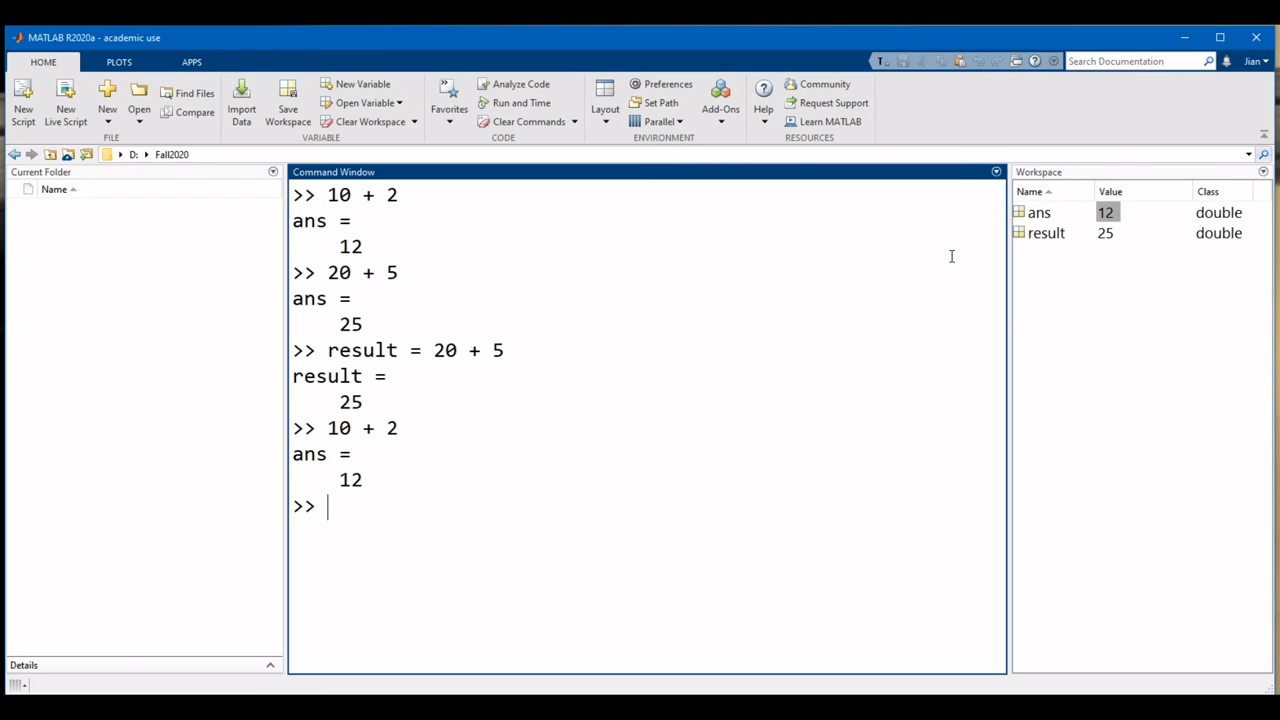 MATLAB R2020a - academic use
HOME PLOTS APPS
Search Documentation Jian
New Script
New Live Script
New
Open
Find Files
Compare
FILE
Import Data
Save Workspace
New Variable
Open Variable
Clear Workspace
VARIABLE
Favorites
Analyze Code
Run and Time
Clear Commands
CODE
Layout
Preferences
Set Path
Parallel
Add-Ons
ENVIRONMENT
Help
Community
Request Support
Learn MATLAB
RESOURCES
D: Fall2020
Current Folder
Name
Details
Command Window
>> 10 + 2
ans =
12
>> 20 + 5
ans =
25
>> result = 20 + 5
result =
25
>> 10 + 2
ans =
12
>>
Workspace
Name Value Class
ans 12 double
result 25 double